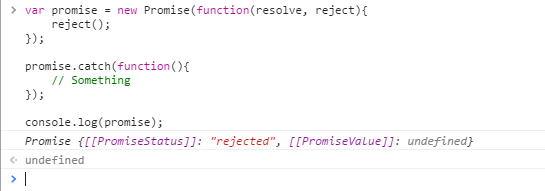 var promise = new Promise(function(resolve, reject){
    reject();
});

promise.catch(function(){
    // Something
});

console.log(promise);
Promise {[[PromiseStatus]]: "rejected", [[PromiseValue]]: undefined}
undefined